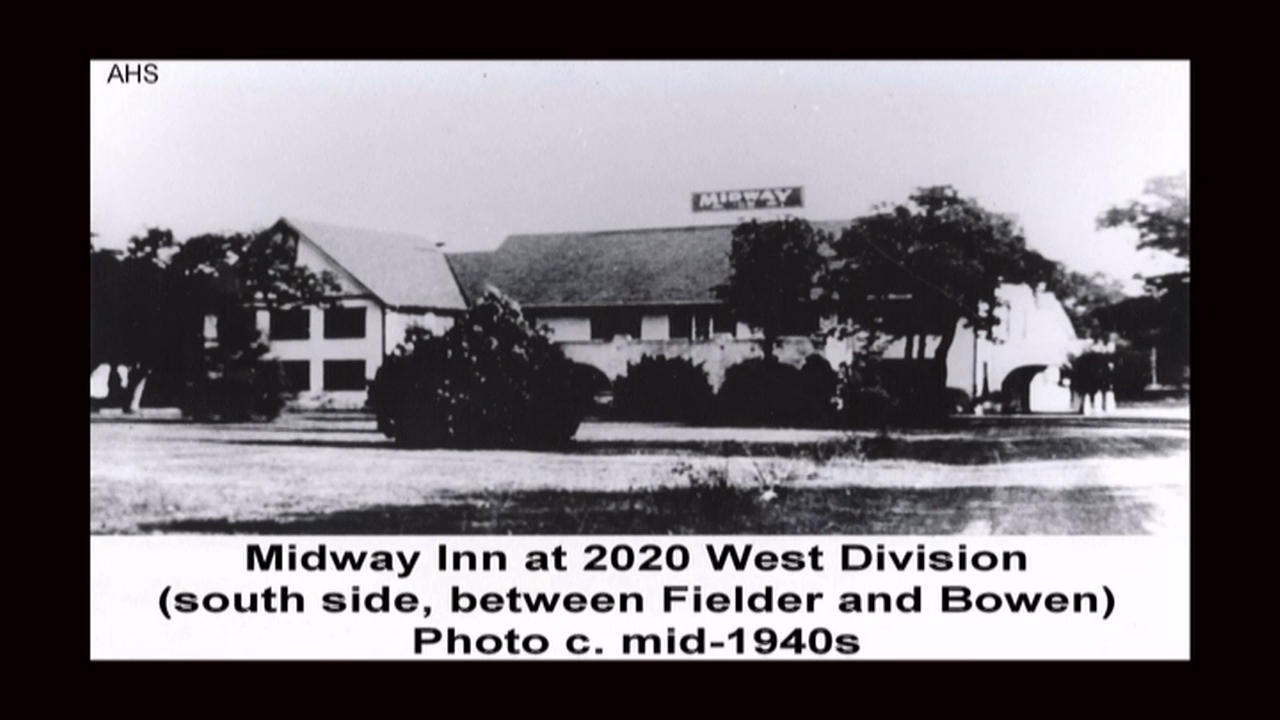 AHS
MIDWAY
Midway Inn at 2020 West Division
(south side, between Fielder and Bowen)
Photo c. mid-1940s